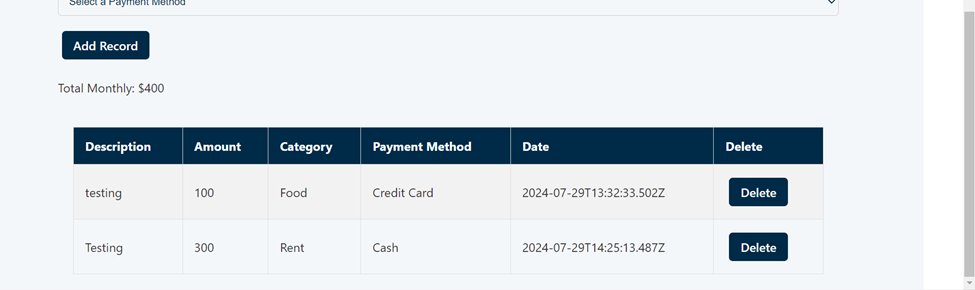 Select a Payment Method
Add Record
Total Monthly: $400
Description Amount Category Payment Method Date Delete
testing 100 Food Credit Card 2024-07-29T13:32:33.502Z Delete
Testing 300 Rent Cash 2024-07-29T14:25:13.487Z Delete